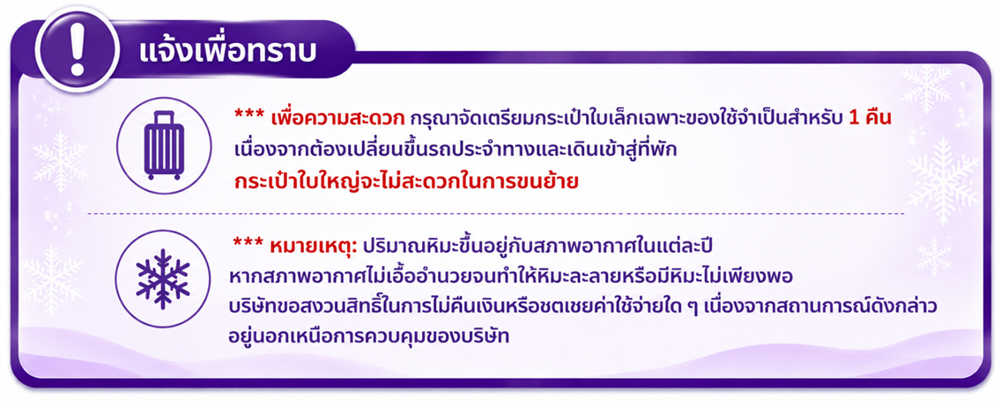 แจ้งเพื่อทราบ
*** เพื่อความสะดวก กรุณาจัดเตรียมกระเป๋าใบเล็กเฉพาะของใช้จำเป็นสำหรับ 1 คืน
เนื่องจากต้องเปลี่ยนขึ้นรถประจำทางและเดินเข้าสู่ที่พัก
กระเป๋าใบใหญ่จะไม่สะดวกในการขนย้าย
*** หมายเหตุ: ปริมาณหิมะขึ้นอยู่กับสภาพอากาศในแต่ละปี
หากสภาพอากาศไม่เอื้ออำนวยจนทำให้หิมะละลายหรือมีหิมะไม่เพียงพอ
บริษัทขอสงวนสิทธิ์ในการไม่คืนเงินหรือชดเชยค่าใช้จ่ายใด ๆ เนื่องจากสถานการณ์ดังกล่าว
อยู่นอกเหนือการควบคุมของบริษัท